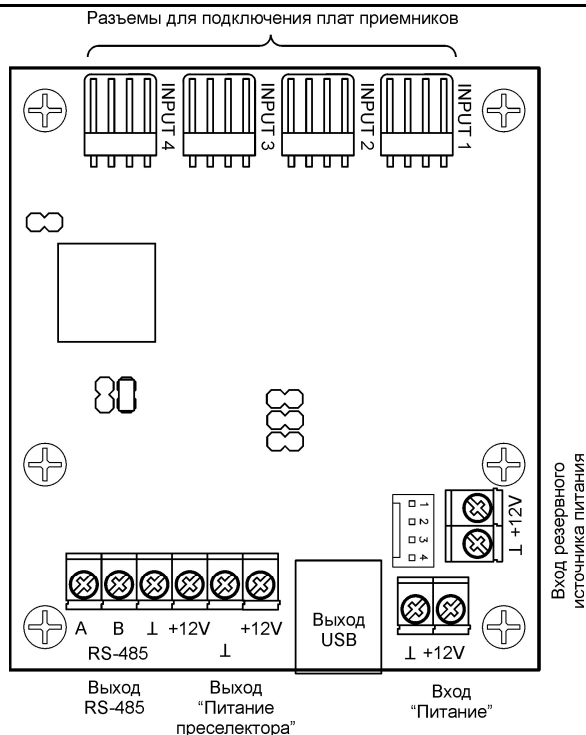 Разъемы для подключения плат приемников
INPUT 4
INPUT 3
INPUT 2
INPUT 1
1
2
3
4
⊥ +12V
Вход резервного
источника питания
A B ⊥ +12V +12V
⊥
RS-485
Выход
USB
⊥ +12V
Выход
RS-485
Выход
“Питание
преселектора”
Вход
“Питание”